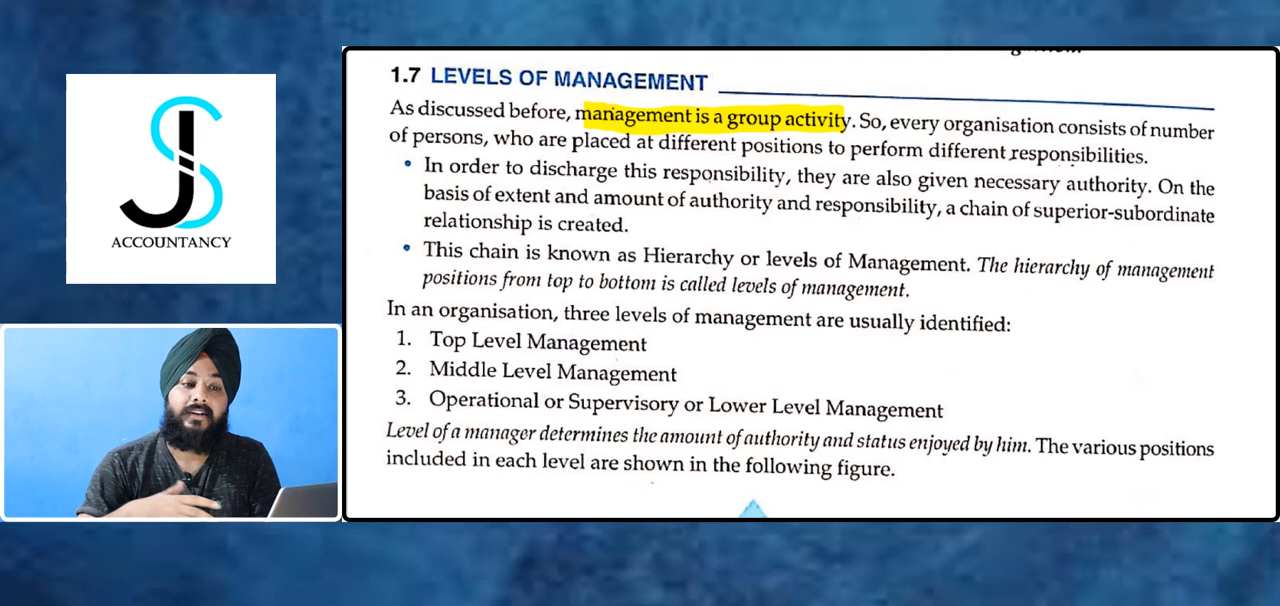 JS
ACCOUNTANCY
1.7 LEVELS OF MANAGEMENT
As discussed before, management is a group activity. So, every organisation consists of number
of persons, who are placed at different positions to perform different responsibilities.
• In order to discharge this responsibility, they are also given necessary authority. On the
basis of extent and amount of authority and responsibility, a chain of superior-subordinate
relationship is created.
• This chain is known as Hierarchy or levels of Management. The hierarchy of management
positions from top to bottom is called levels of management.
In an organisation, three levels of management are usually identified:
1. Top Level Management
2. Middle Level Management
3. Operational or Supervisory or Lower Level Management
Level of a manager determines the amount of authority and status enjoyed by him. The various positions
included in each level are shown in the following figure.